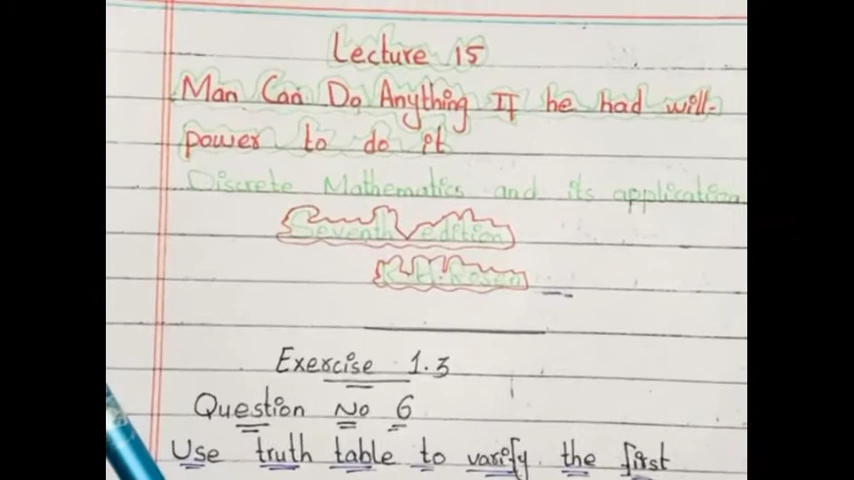 Lecture 15
Man Can Do Anything If he had will-
power to do it
Discrete Mathematics and its application
Seventh edition
K.H.Rosen
Exercise 1.3
Question No 6
Use truth table to varify the first